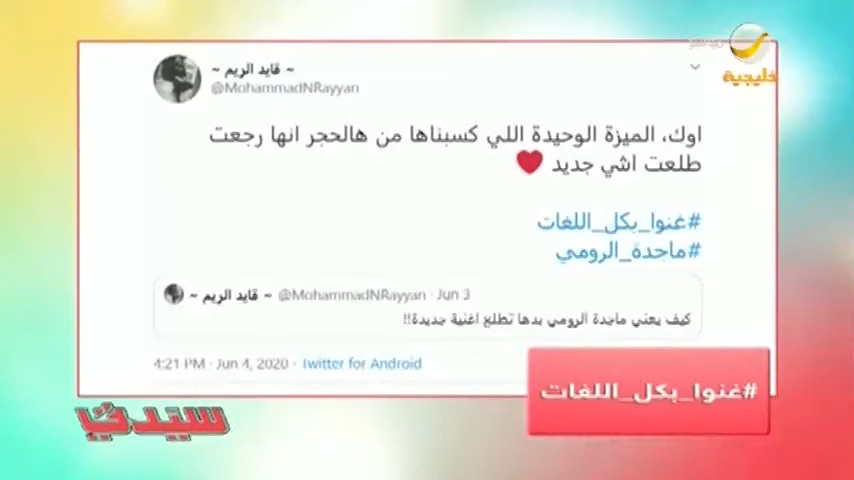 ~ قايد الريم ~
@MohammadNRayyan
خليجية
اوك، الميزة الوحيدة اللي كسبناها من هالحجر انها رجعت
طلعت اشي جديد ❤
#غنوا_بكل_اللغات
#ماجدة_الرومي
~ قايد الريم ~ @MohammadNRayyan · Jun 3
كيف يعني ماجدة الرومي بدها تطلع اغنية جديدة!!
4:21 PM · Jun 4, 2020 · Twitter for Android
#غنوا_بكل_اللغات
سيدتي